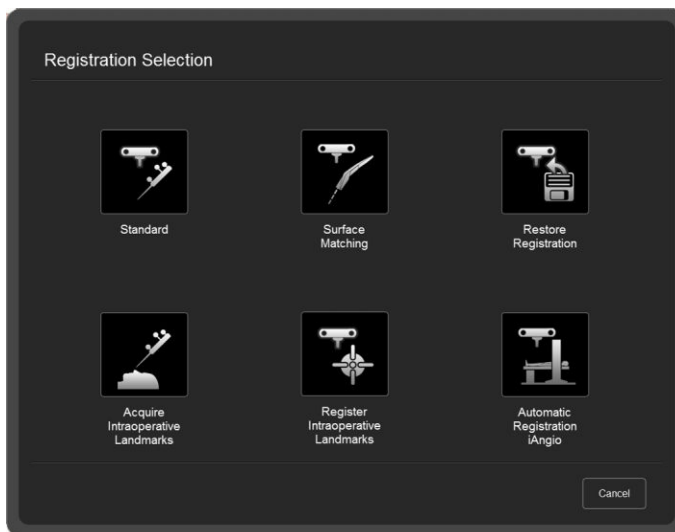 Registration Selection
Standard
Surface
Matching
Restore
Registration
Acquire
Intraoperative
Landmarks
Register
Intraoperative
Landmarks
Automatic
Registration
iAngio
Cancel